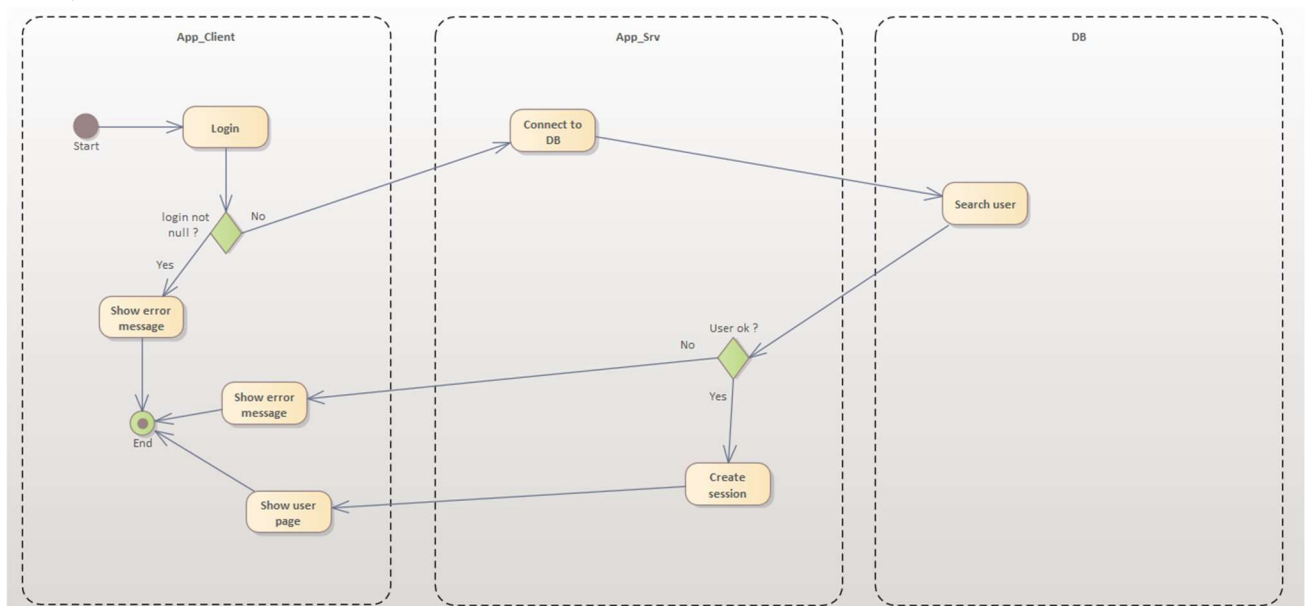 App_Client
App_Srv
DB
Start
Login
Connect to
DB
Search user
login not
null ?
No
Yes
Show error
message
User ok ?
No
Yes
Show error
message
End
Create
session
Show user
page